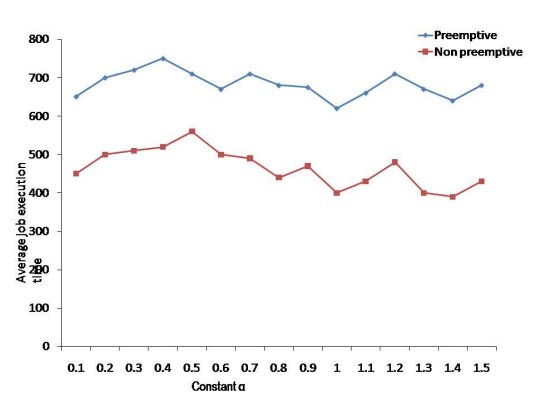 Preemptive
Non preemptive
800
700
600
500
400
300
200
100
0
Average job execution
time
0.1 0.2 0.3 0.4 0.5 0.6 0.7 0.8 0.9 1 1.1 1.2 1.3 1.4 1.5
Constant α